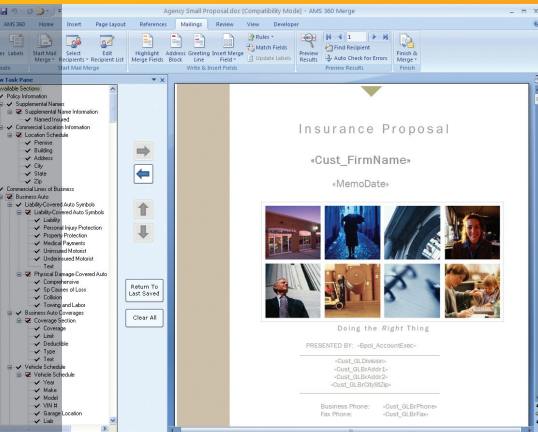 Agency Small Proposal.doc (Compatibility Mode) - AMS 360 Merge
AMS 360 Home Insert Page Layout References Mailings Review View Developer
Labels Start Mail Merge Select Recipients Edit Recipient List
Highlight Merge Fields Address Block Greeting Line Insert Merge Field
Rules
Match Fields
Update Labels
Preview Results
1
Find Recipient
Auto Check for Errors
Finish & Merge
Start Mail Merge Write & Insert Fields Preview Results Finish
Task Pane
Available Sections
Policy Information
Supplemental Names
Supplemental Name Information
Named Insured
Commercial Location Information
Location Schedule
Premise
Building
Address
City
State
Zip
Commercial Lines of Business
Business Auto
Liability-Covered Auto Symbols
Liability-Covered Auto Symbols
Liability
Personal Injury Protection
Property Protection
Medical Payments
Uninsured Motorist
Underinsured Motorist
Text
Physical Damage-Covered Auto
Comprehensive
Sp Causes of Loss
Collision
Towing and Labor
Business Auto Coverages
Coverage Section
Coverage
Limit
Deductible
Type
Text
Vehicle Schedule
Vehicle Schedule
Year
Make
Model
VIN #
Garage Location
Liab
Return To Last Saved
Clear All
Insurance Proposal
«Cust_FirmName»
«MemoDate»
Doing the Right Thing
PRESENTED BY: «Bpol_AccountExec»
«Cust_GLDivision»
«Cust_GLBrAddr1»
«Cust_GLBrAddr2»
«Cust_GLBrCityStZip»
Business Phone: «Cust_GLBrPhone»
Fax Phone: «Cust_GLBrFax»